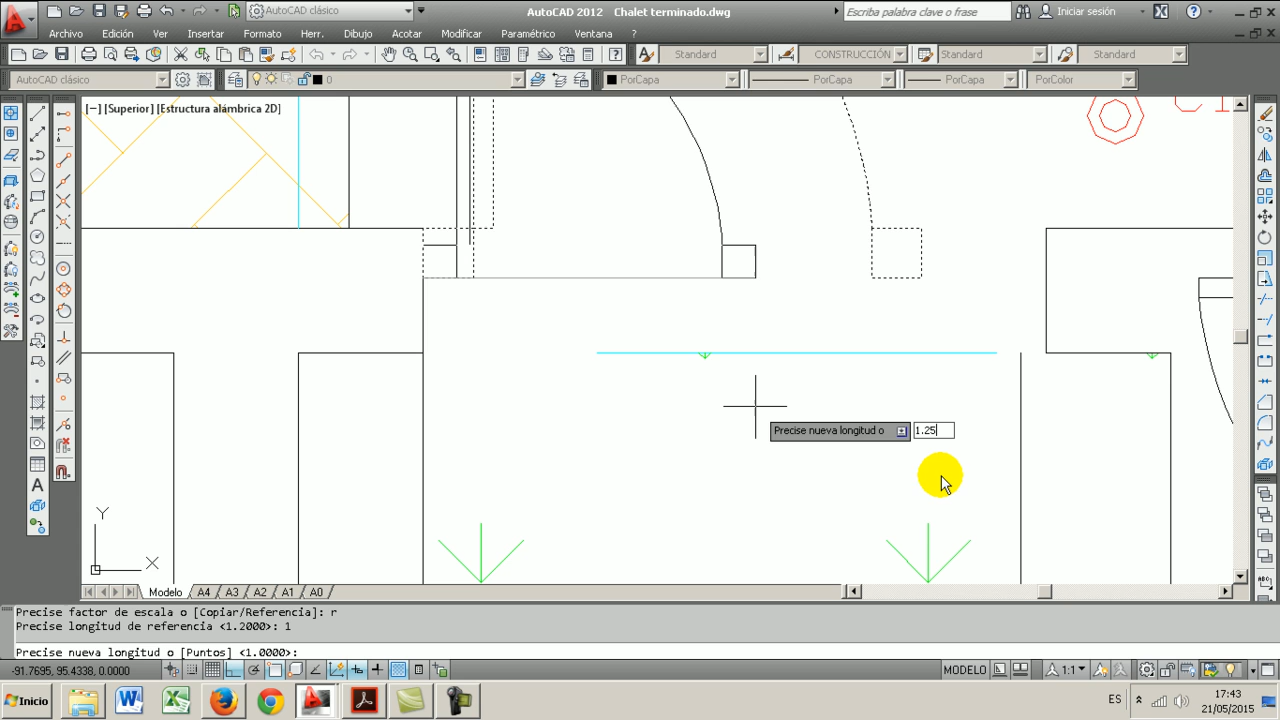 AutoCAD clásico
AutoCAD 2012 Chalet terminado.dwg
Escriba palabra clave o frase
Iniciar sesión
Archivo Edición Ver Insertar Formato Herr. Dibujo Acotar Modificar Paramétrico Ventana
Standard CONSTRUCCIÓN Standard Standard
AutoCAD clásico 0 PorCapa PorCapa PorCapa PorColor
[−] [Superior] [Estructura alámbrica 2D]
Precise nueva longitud o 1.25
Y
X
Modelo A4 A3 A2 A1 A0
Precise factor de escala o [Copiar/Referencia]: r
Precise longitud de referencia <1.2000>: 1
Precise nueva longitud o [Puntos] <1.0000>:
-91.7695, 95.4338, 0.0000
MODELO 1:1
Inicio
ES
17:43
21/05/2015